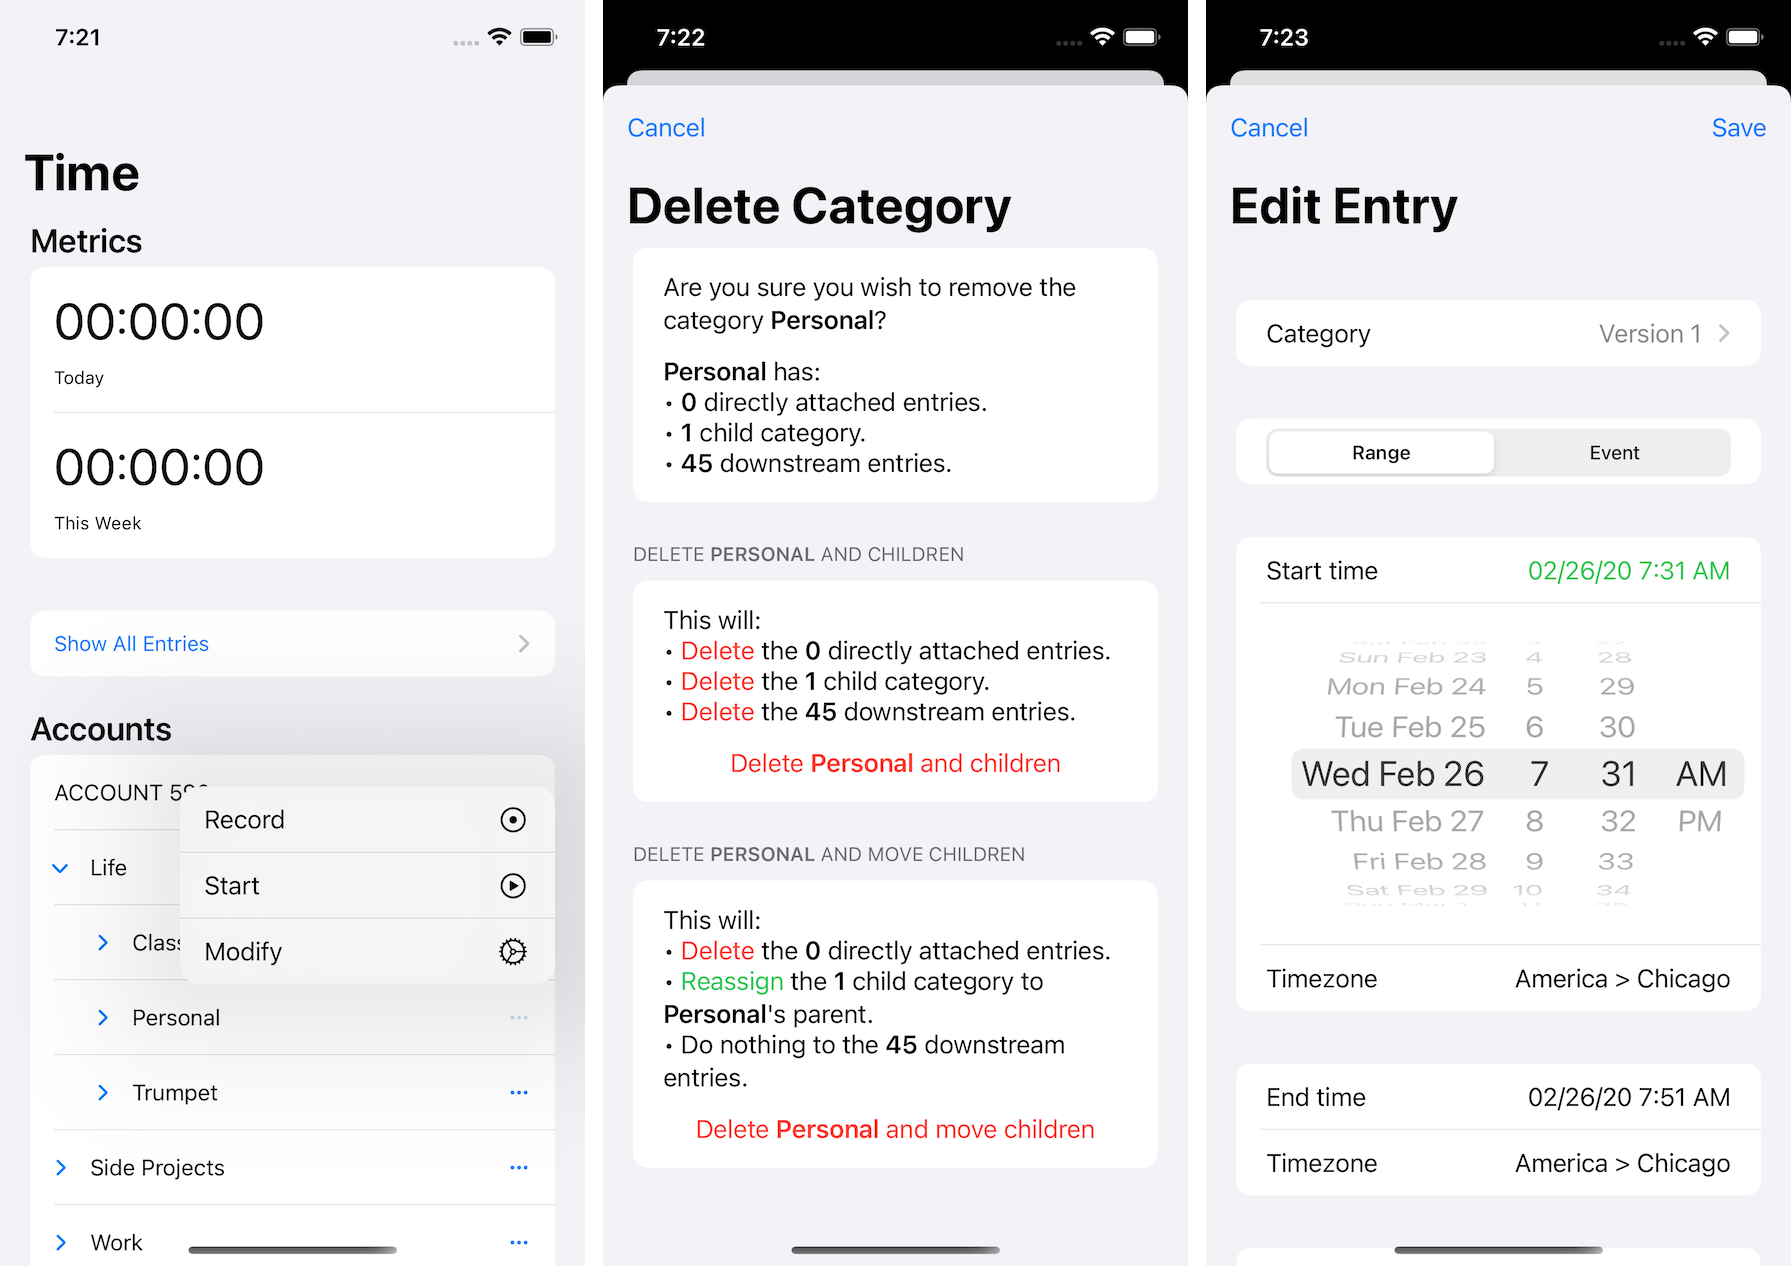 7:21
Time
Metrics
00:00:00
Today
00:00:00
This Week
Show All Entries
Accounts
ACCOUNT
Record
Start
Modify
Life
Personal
Trumpet
Side Projects
Work
7:22
Cancel
Delete Category
Are you sure you wish to remove the
category Personal?
Personal has:
• 0 directly attached entries.
• 1 child category.
• 45 downstream entries.
DELETE PERSONAL AND CHILDREN
This will:
• Delete the 0 directly attached entries.
• Delete the 1 child category.
• Delete the 45 downstream entries.
Delete Personal and children
DELETE PERSONAL AND MOVE CHILDREN
This will:
• Delete the 0 directly attached entries.
• Reassign the 1 child category to
Personal's parent.
• Do nothing to the 45 downstream
entries.
Delete Personal and move children
7:23
Cancel
Save
Edit Entry
Category
Version 1
Range
Event
Start time
02/26/20 7:31 AM
Sat Feb 22 3 27
Sun Feb 23 4 28
Mon Feb 24 5 29
Tue Feb 25 6 30
Wed Feb 26 7 31 AM
Thu Feb 27 8 32 PM
Fri Feb 28 9 33
Sat Feb 29 10 34
Timezone
America > Chicago
End time
02/26/20 7:51 AM
Timezone
America > Chicago